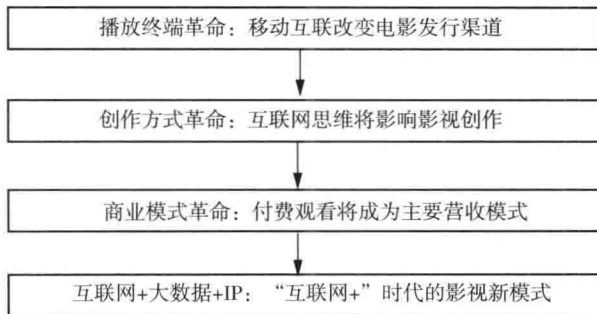 播放终端革命：移动互联改变电影发行渠道
创作方式革命：互联网思维将影响影视创作
商业模式革命：付费观看将成为主要营收模式
互联网+大数据+IP：“互联网+”时代的影视新模式